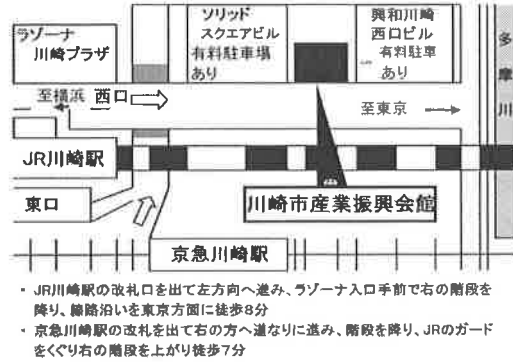 ラゾーナ
川崎プラザ
ソリッド
スクエアビル
有料駐車場
あり
興和川崎
西口ビル
有料駐車
あり
多摩川
至横浜
西口
至東京
JR川崎駅
東口
川崎市産業振興会館
京急川崎駅
・ JR川崎駅の改札口を出て左方向へ進み、ラゾーナ入口手前で右の階段を
降り、線路沿いを東京方面に徒歩8分
・ 京急川崎駅の改札を出て右の方へ道なりに進み、階段を降り、JRのガード
をくぐり右の階段を上がり徒歩7分